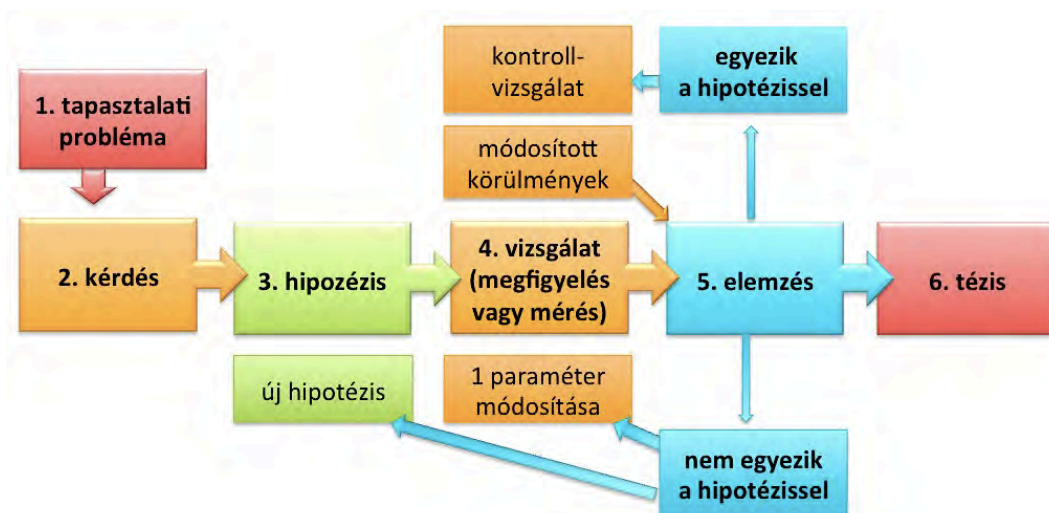 kontroll-
vizsgálat
egyezik
a hipotézissel
1. tapasztalati
probléma
módosított
körülmények
2. kérdés
3. hipozézis
4. vizsgálat
(megfigyelés
vagy mérés)
5. elemzés
6. tézis
új hipotézis
1 paraméter
módosítása
nem egyezik
a hipotézissel